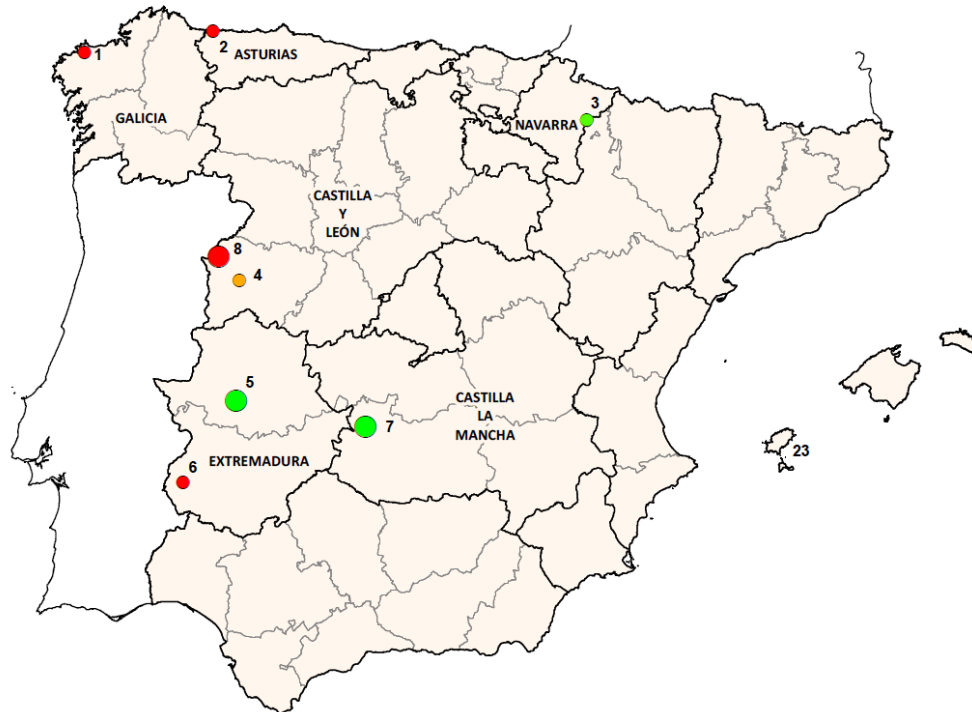 2
1
ASTURIAS
3
GALICIA
NAVARRA
CASTILLA
Y
LEÓN
8
4
5
CASTILLA
LA
MANCHA
7
23
EXTREMADURA
6